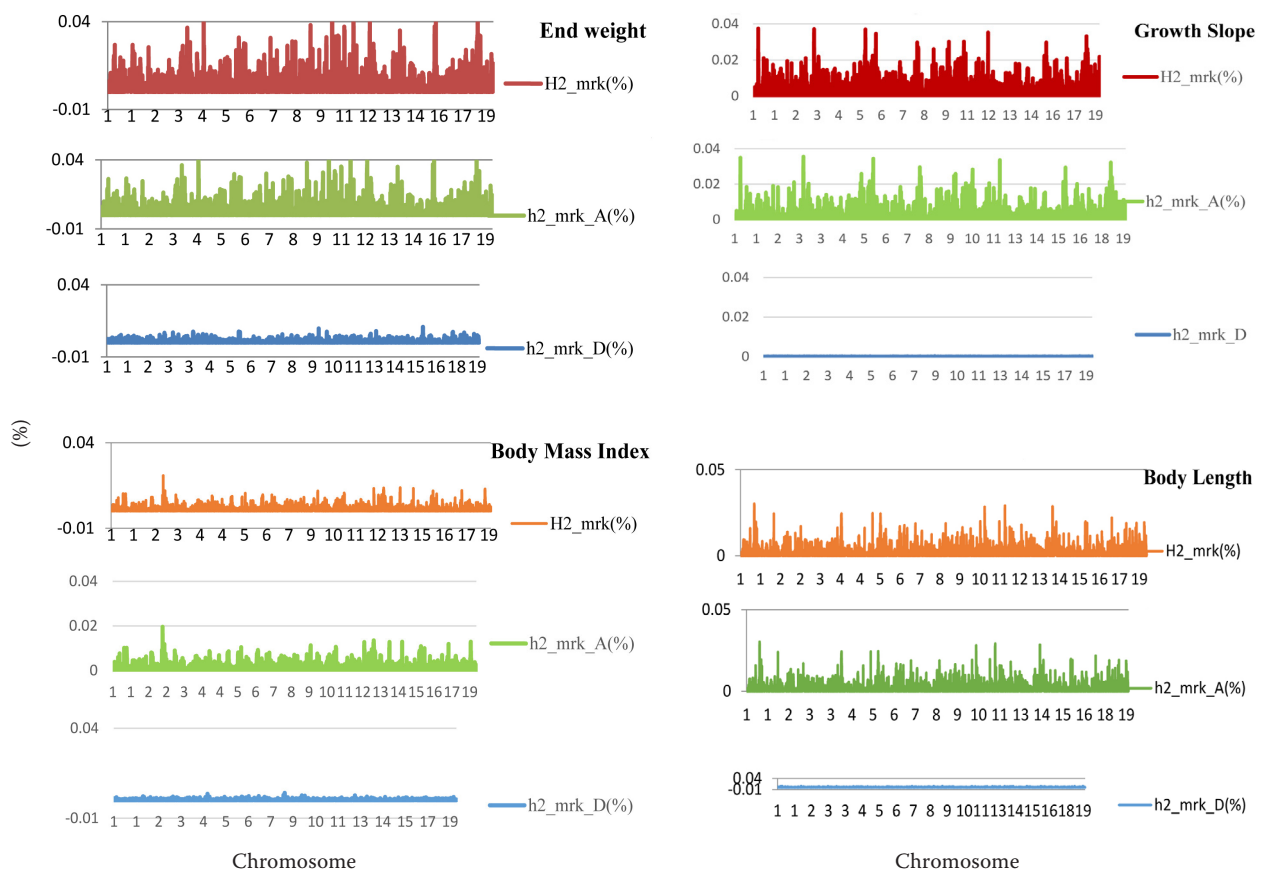 0.04
End weight
H2_mrk(%)
-0.01
1 1 2 3 4 5 6 7 8 9 10 11 12 13 14 16 17 19
0.04
h2_mrk_A(%)
-0.01
1 1 2 3 4 5 6 7 8 9 11 12 13 15 16 18 19
0.04
h2_mrk_D(%)
-0.01
1 1 2 3 4 5 6 7 8 9 10 11 12 13 15 16 18 19
0.04
Growth Slope
0.02
H2_mrk(%)
0
1 1 2 3 4 5 6 7 9 10 11 12 13 15 16 17 19
0.04
0.02
h2_mrk_A(%)
0
1 1 2 3 4 5 6 7 8 9 10 11 13 14 15 16 18 19
0.04
0.02
h2_mrk_D
0
1 1 2 3 4 5 6 7 9 10 11 13 14 15 17 19
(%)
0.04
Body Mass Index
H2_mrk(%)
-0.01
1 1 2 3 4 5 6 7 8 9 11 12 13 14 15 16 17 19
0.04
0.02
h2_mrk_A(%)
0
1 1 2 2 3 4 5 6 7 8 9 10 11 12 13 14 15 16 17 19
0.04
h2_mrk_D(%)
-0.01
1 1 2 3 4 5 6 7 9 10 11 12 14 15 17 19
Chromosome
0.05
Body Length
H2_mrk(%)
0
1 1 2 2 3 4 5 6 7 8 9 10 11 12 13 14 15 16 17 19
0.05
h2_mrk_A(%)
0
1 1 2 3 4 5 6 7 8 9 10 11 13 14 15 16 18 19
0.04
-0.01
h2_mrk_D(%)
1 1 2 3 3 4 5 6 7 8 9 10 11 12 13 14 15 16 18 19
Chromosome